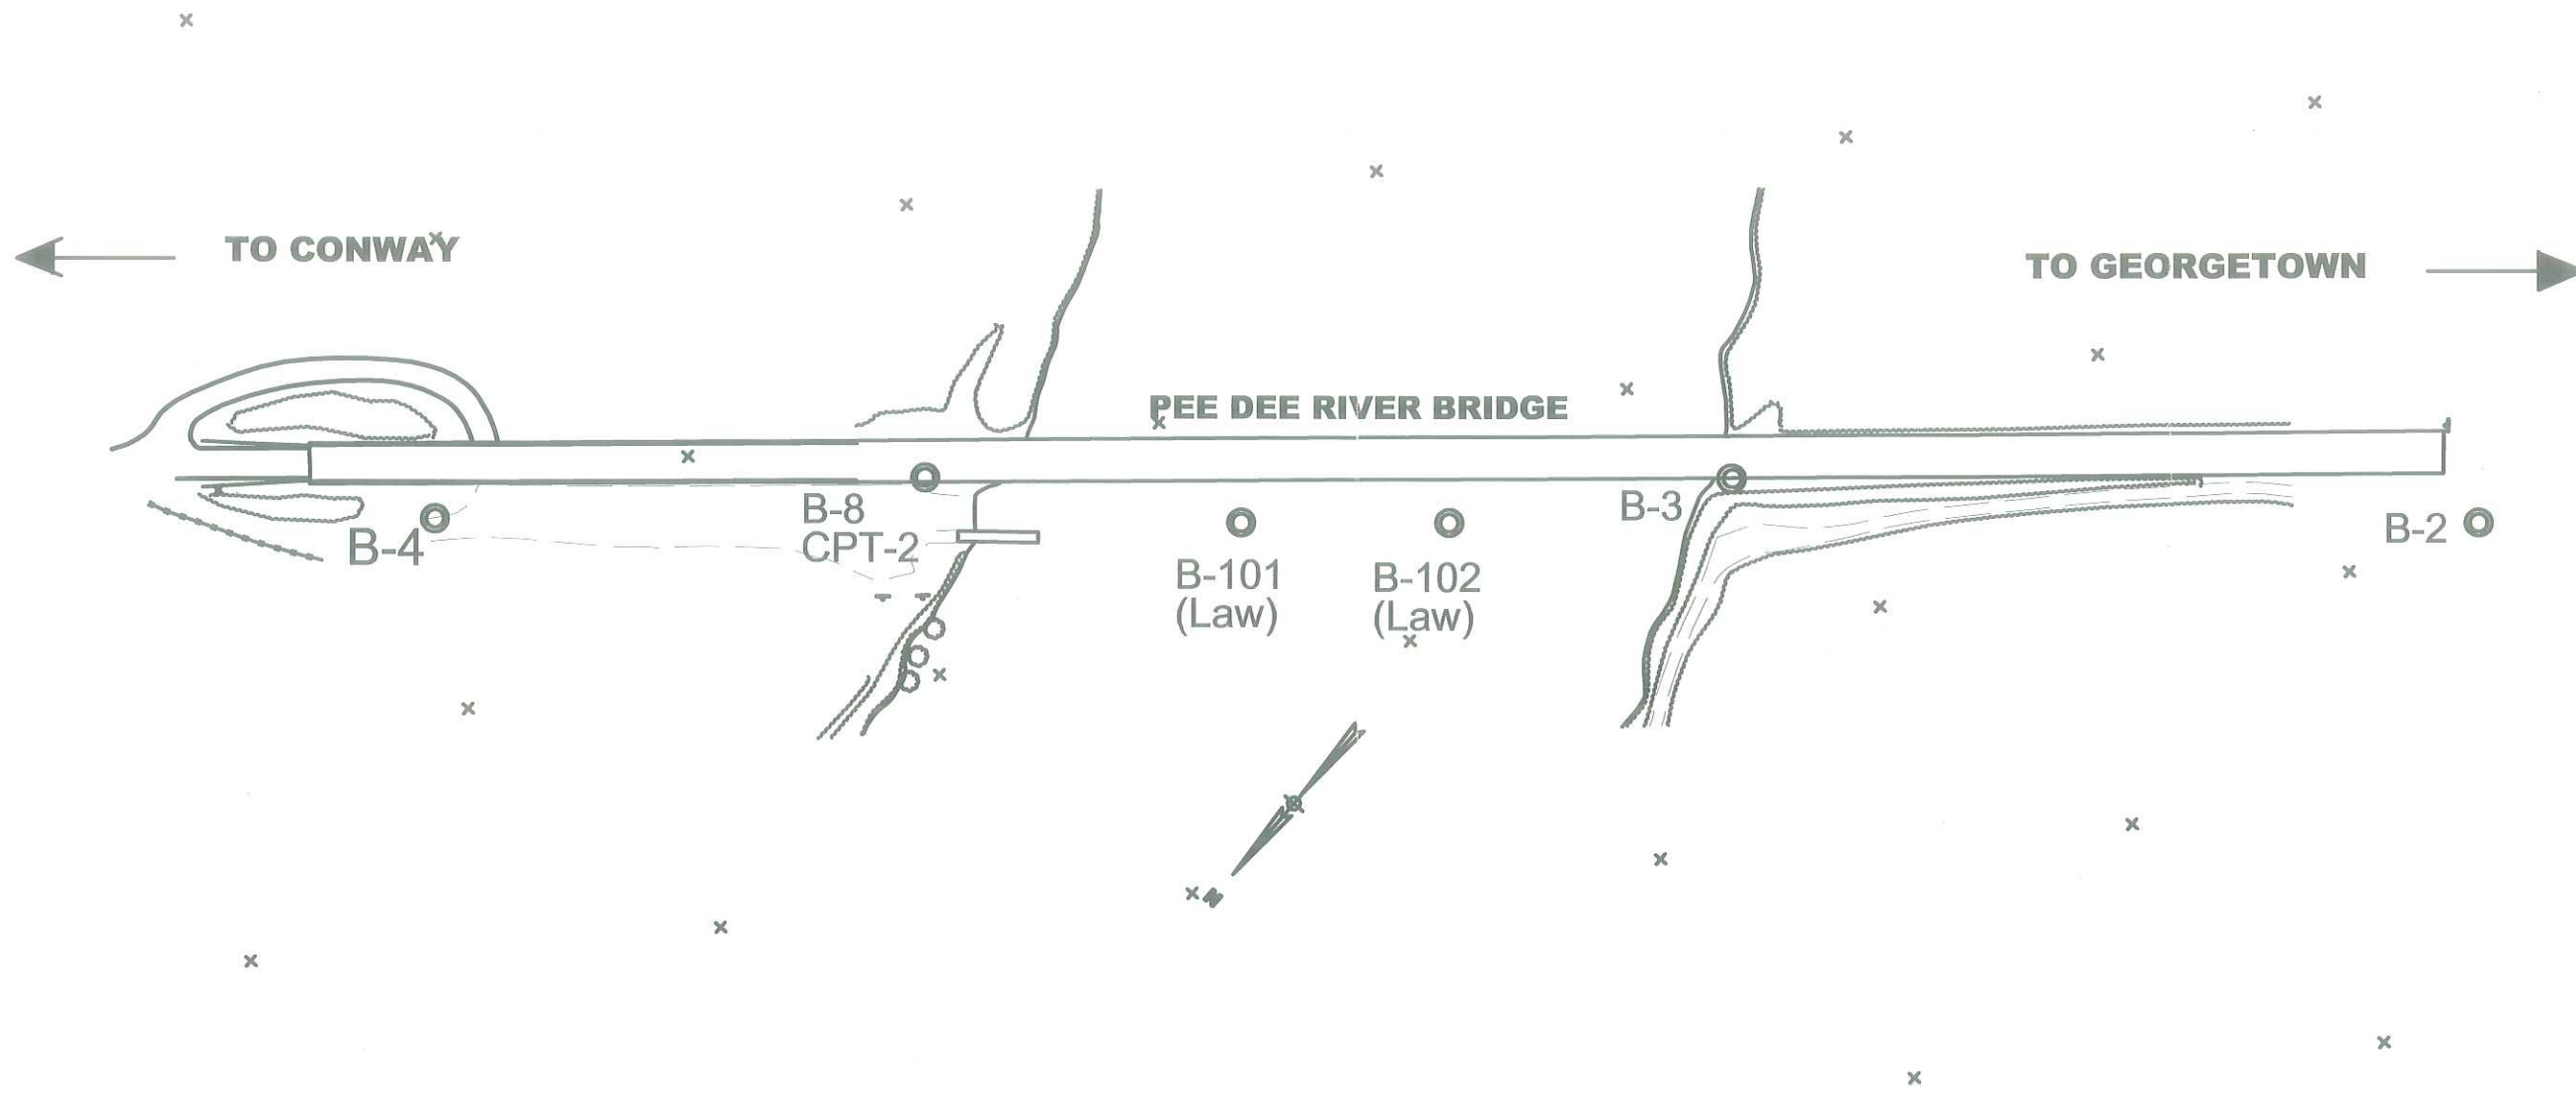 TO CONWAY
TO GEORGETOWN
PEE DEE RIVER BRIDGE
B-8
CPT-2
B-4
B-3
B-2
B-101
(Law)
B-102
(Law)
N